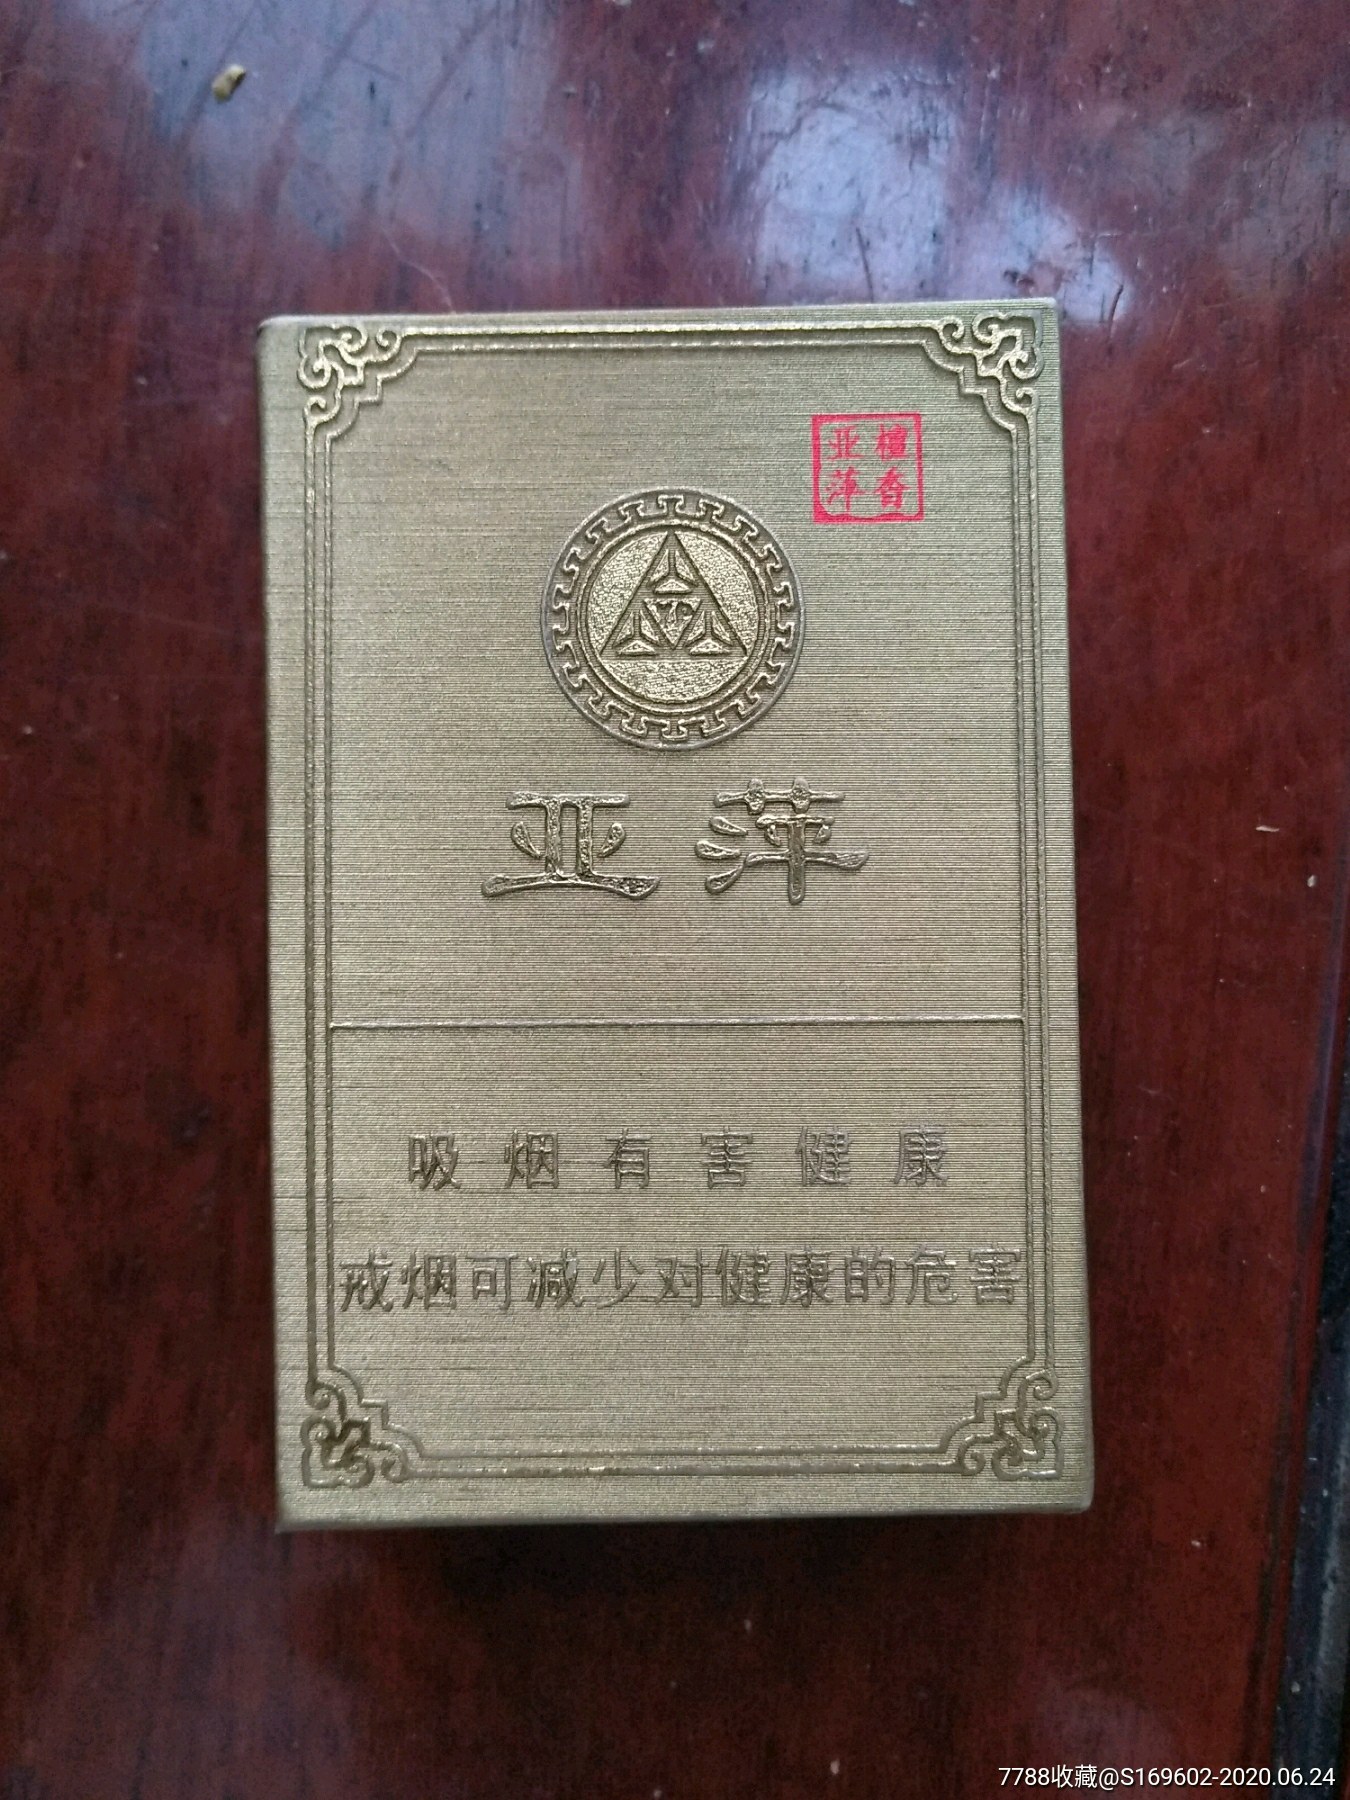 檀香
亚萍
亚萍
吸烟有害健康
戒烟可减少对健康的危害
7788收藏@S169602-2020.06.24